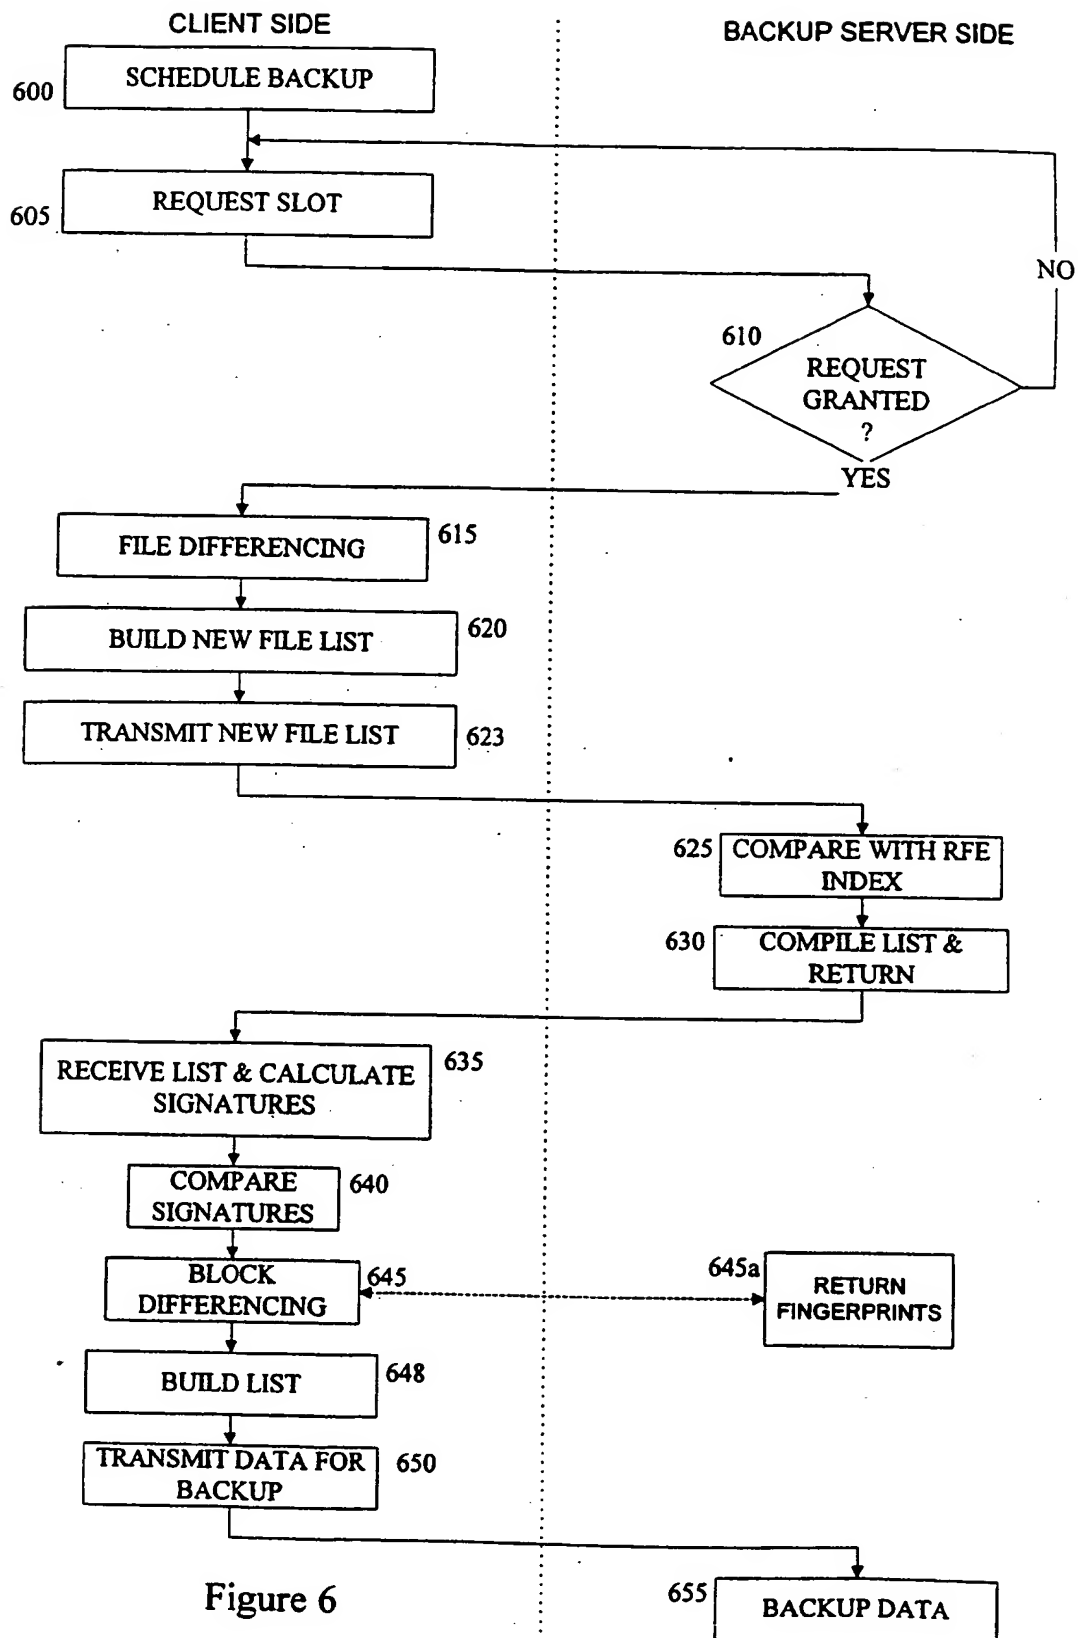 CLIENT SIDE
BACKUP SERVER SIDE
600
SCHEDULE BACKUP
605
REQUEST SLOT
NO
610
REQUEST
GRANTED
?
YES
FILE DIFFERENCING
615
BUILD NEW FILE LIST
620
TRANSMIT NEW FILE LIST
623
625
COMPARE WITH RFE
INDEX
630
COMPILE LIST &
RETURN
RECEIVE LIST & CALCULATE
SIGNATURES
635
COMPARE
SIGNATURES
640
BLOCK
DIFFERENCING
645
645a
RETURN
FINGERPRINTS
BUILD LIST
648
TRANSMIT DATA FOR
BACKUP
650
655
BACKUP DATA
Figure 6